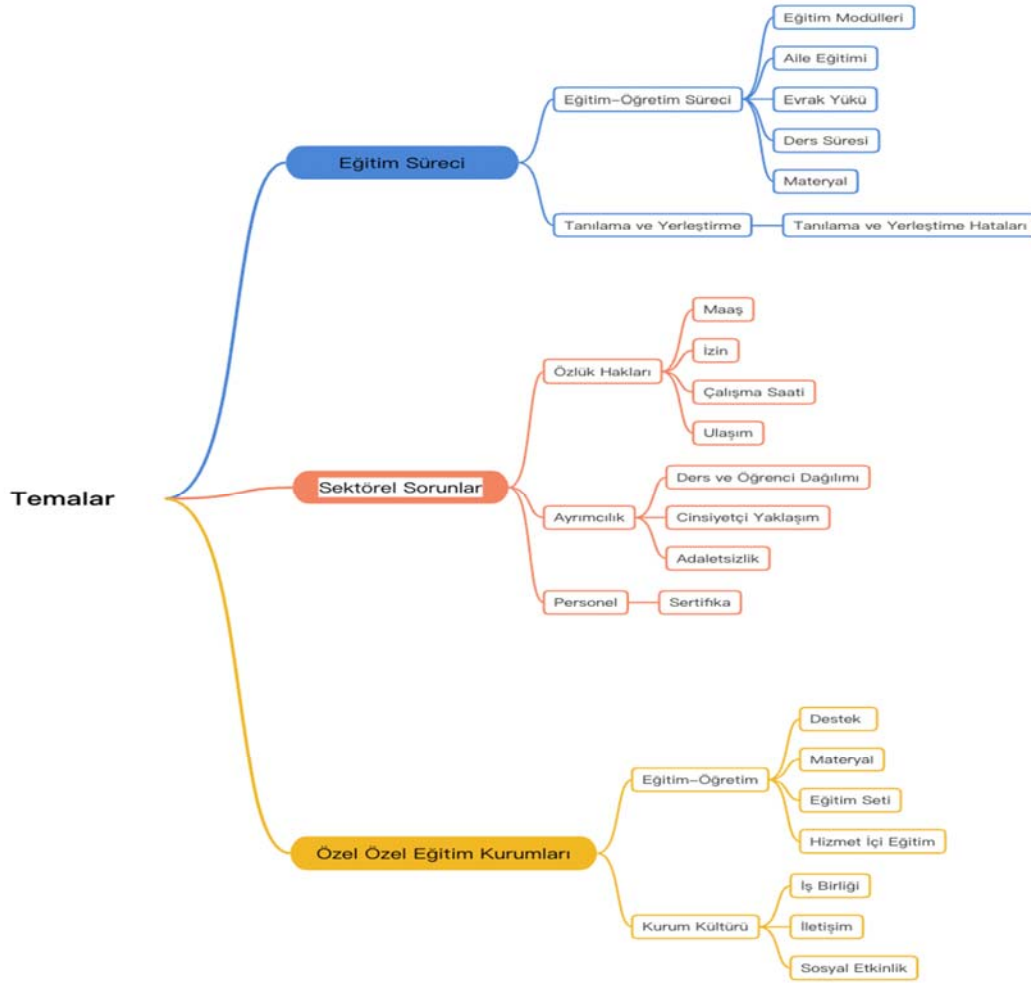 Temalar
Eğitim Süreci
Eğitim-Öğretim Süreci
Eğitim Modülleri
Aile Eğitimi
Evrak Yükü
Ders Süresi
Materyal
Tanılama ve Yerleştirme
Tanılama ve Yerleştime Hataları
Sektörel Sorunlar
Özlük Hakları
Maaş
İzin
Çalışma Saati
Ulaşım
Ayrımcılık
Ders ve Öğrenci Dağılımı
Cinsiyetçi Yaklaşım
Adaletsizlik
Personel
Sertifika
Özel Özel Eğitim Kurumları
Eğitim-Öğretim
Destek
Materyal
Eğitim Seti
Hizmet İçi Eğitim
Kurum Kültürü
İş Birliği
İletişim
Sosyal Etkinlik